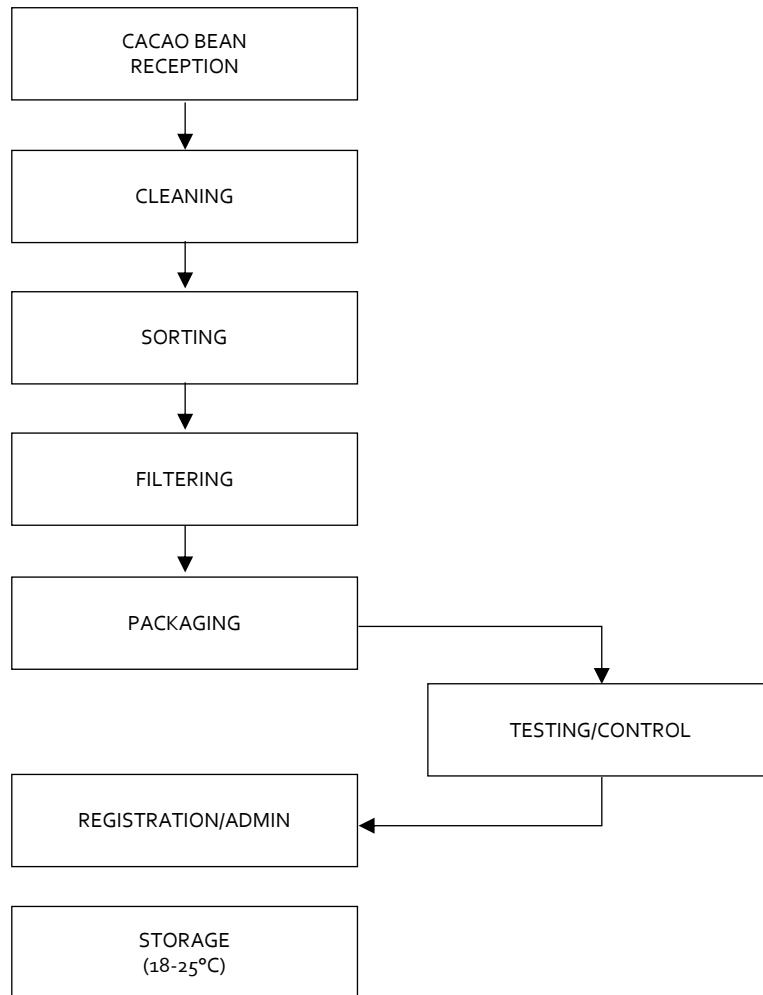 CACAO BEAN
RECEPTION
CLEANING
SORTING
FILTERING
PACKAGING
TESTING/CONTROL
REGISTRATION/ADMIN
STORAGE
(18-25°C)